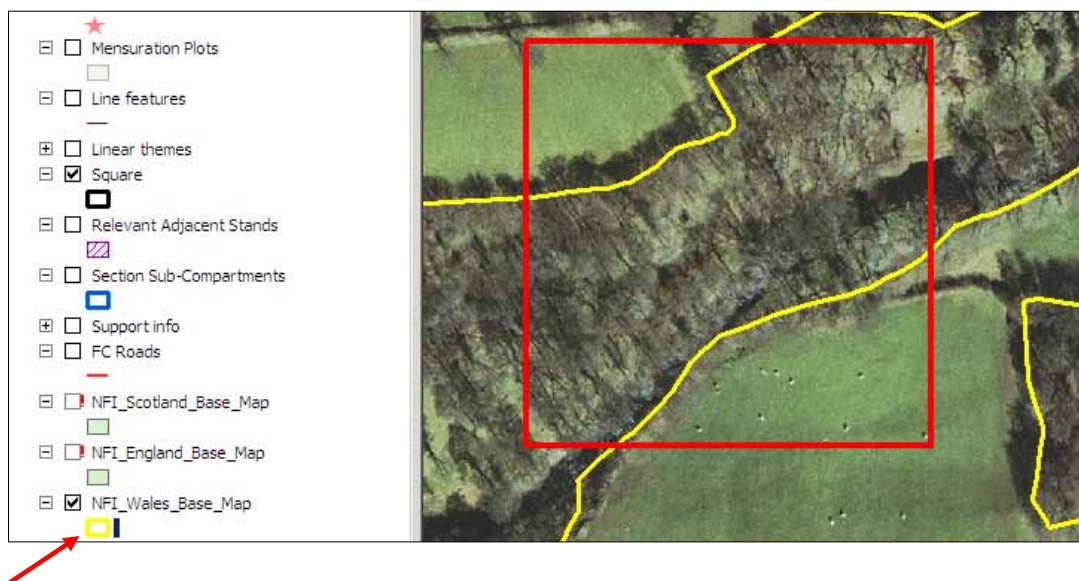 Mensuration Plots
Line features
Linear themes
Square
Relevant Adjacent Stands
Section Sub-Compartments
Support info
FC Roads
NFI_Scotland_Base_Map
NFI_England_Base_Map
NFI_Wales_Base_Map